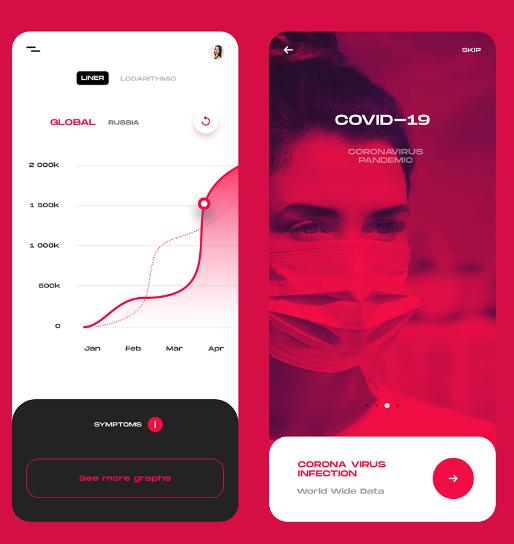 LINER
LOGARITHMIC
GLOBAL
RUSSIA
2 000k
1 500k
1 000k
500k
0
Jan Feb Mar Apr
SYMPTOMS i
See more graphs
SKIP
COVID–19
CORONAVIRUS
PANDEMIC
CORONA VIRUS
INFECTION
World Wide Data